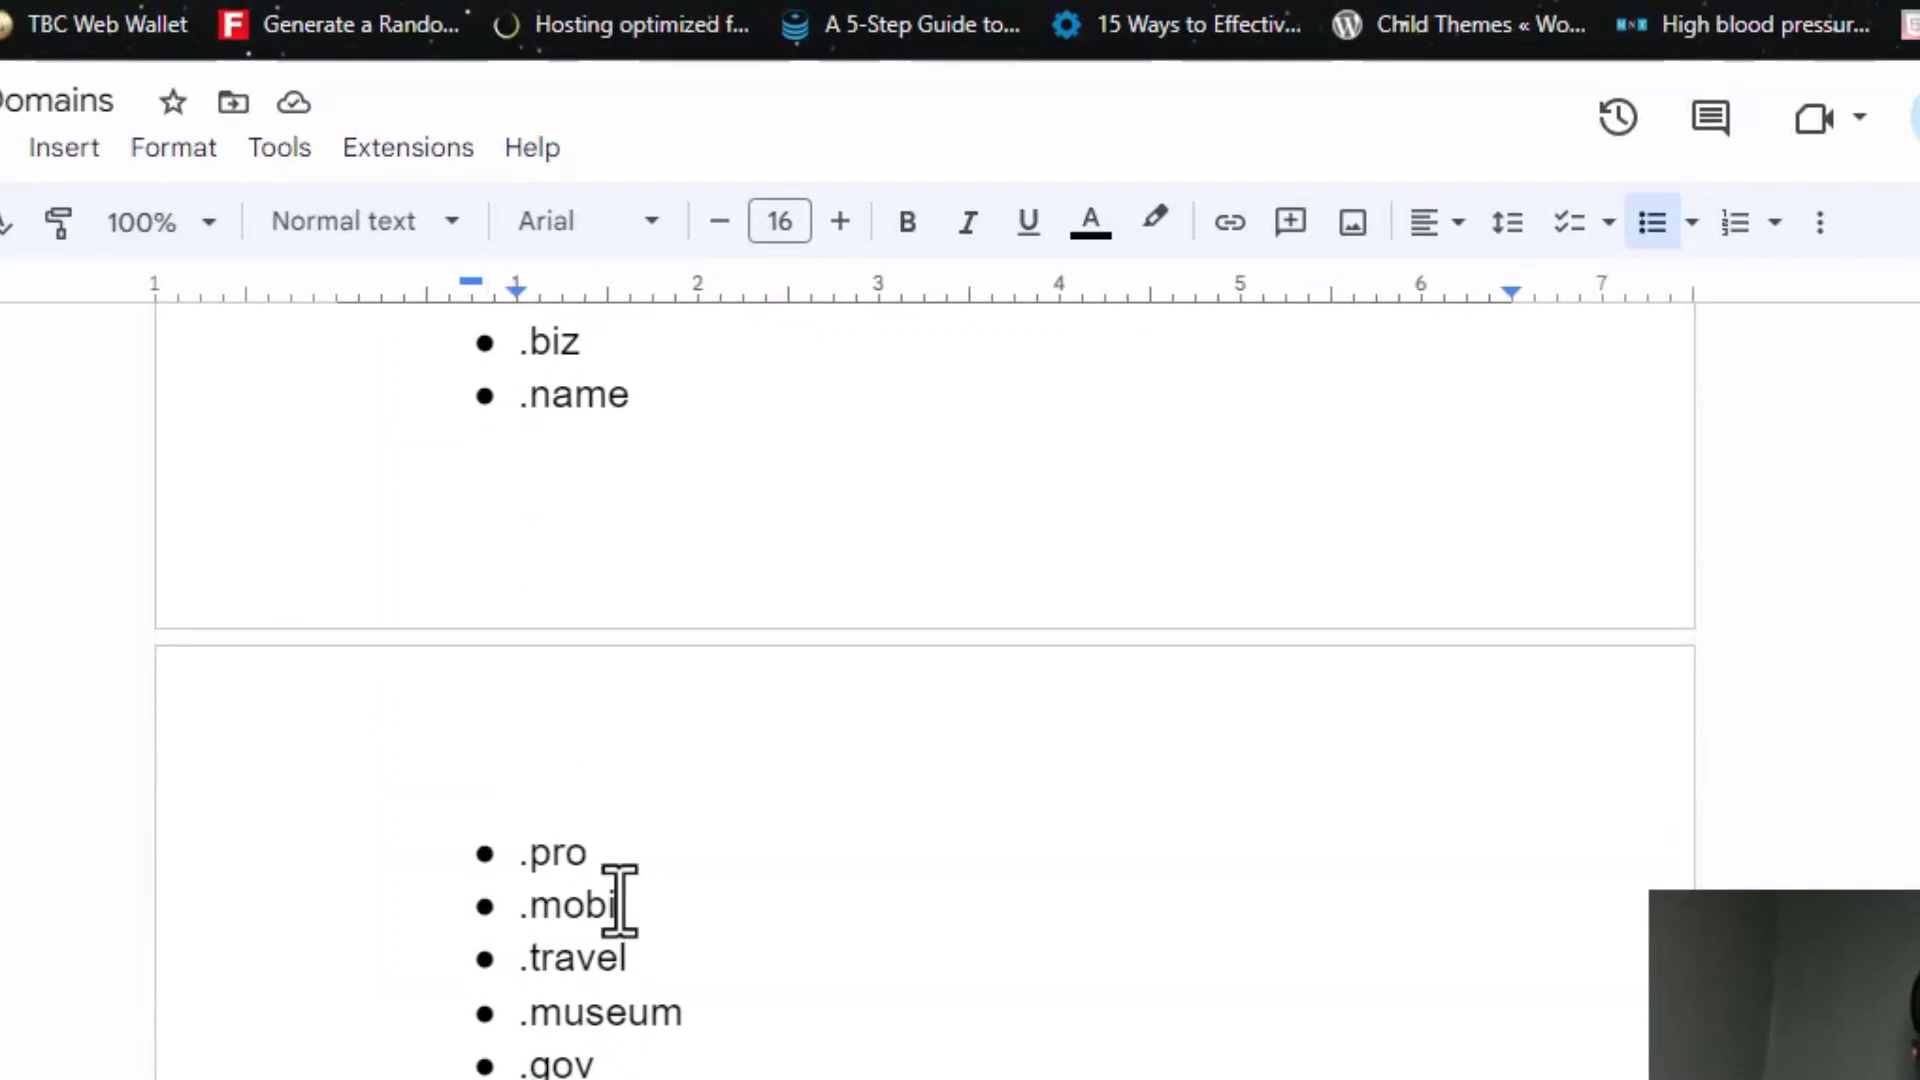 TBC Web Wallet Generate a Rando... Hosting optimized f... A 5-Step Guide to... 15 Ways to Effectiv... Child Themes « Wo... High blood pressur...
Insert Format Tools Extensions Help
100% Normal text Arial 16
1 1 2 3 4 5 6 7
● .biz
● .name
● .pro
● .mobi
● .travel
● .museum
● .gov